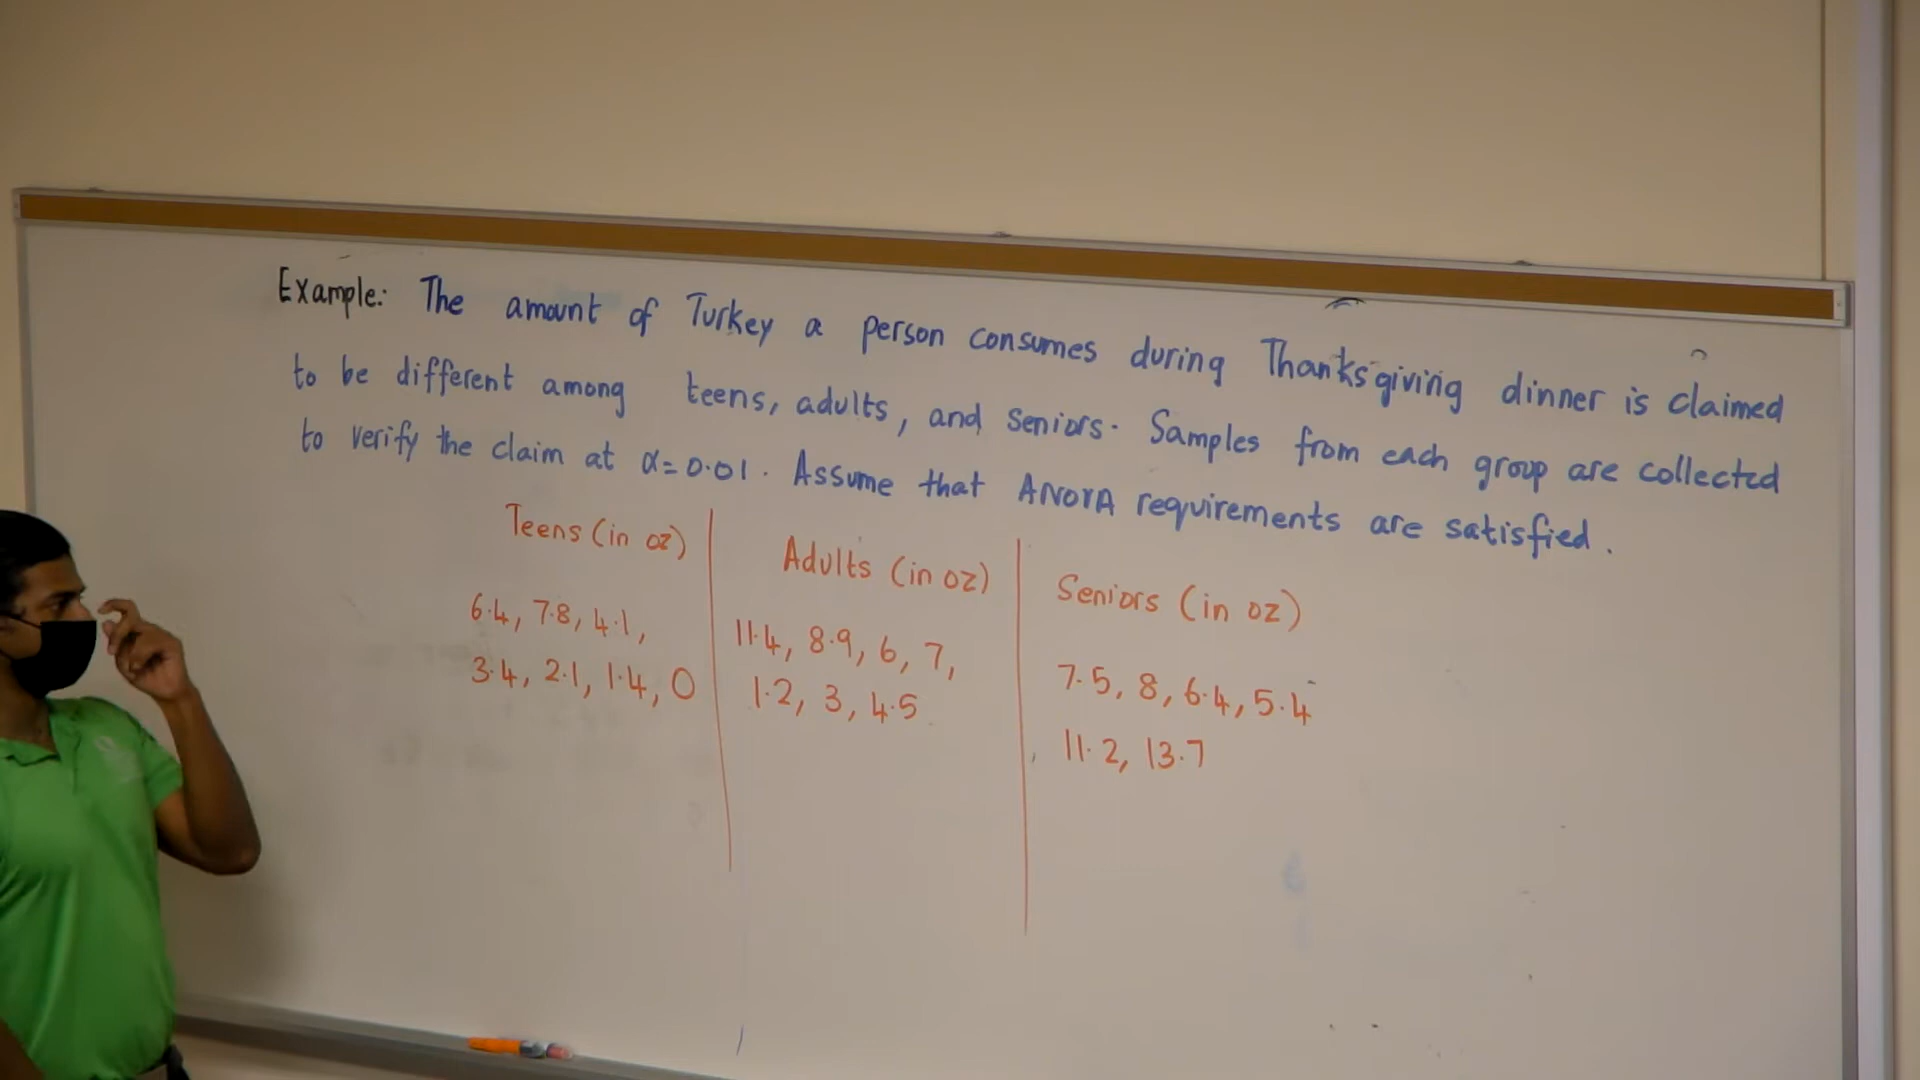 Example: The amount of Turkey a person consumes during Thanksgiving dinner is claimed
to be different among teens, adults, and seniors. Samples from each group are collected
to verify the claim at α=0.01. Assume that ANOVA requirements are satisfied.
Teens (in oz)
6.4, 7.8, 4.1,
3.4, 2.1, 1.4, 0
Adults (in oz)
11.4, 8.9, 6, 7,
1.2, 3, 4.5
Seniors (in oz)
7.5, 8, 6.4, 5.4
11.2, 13.7